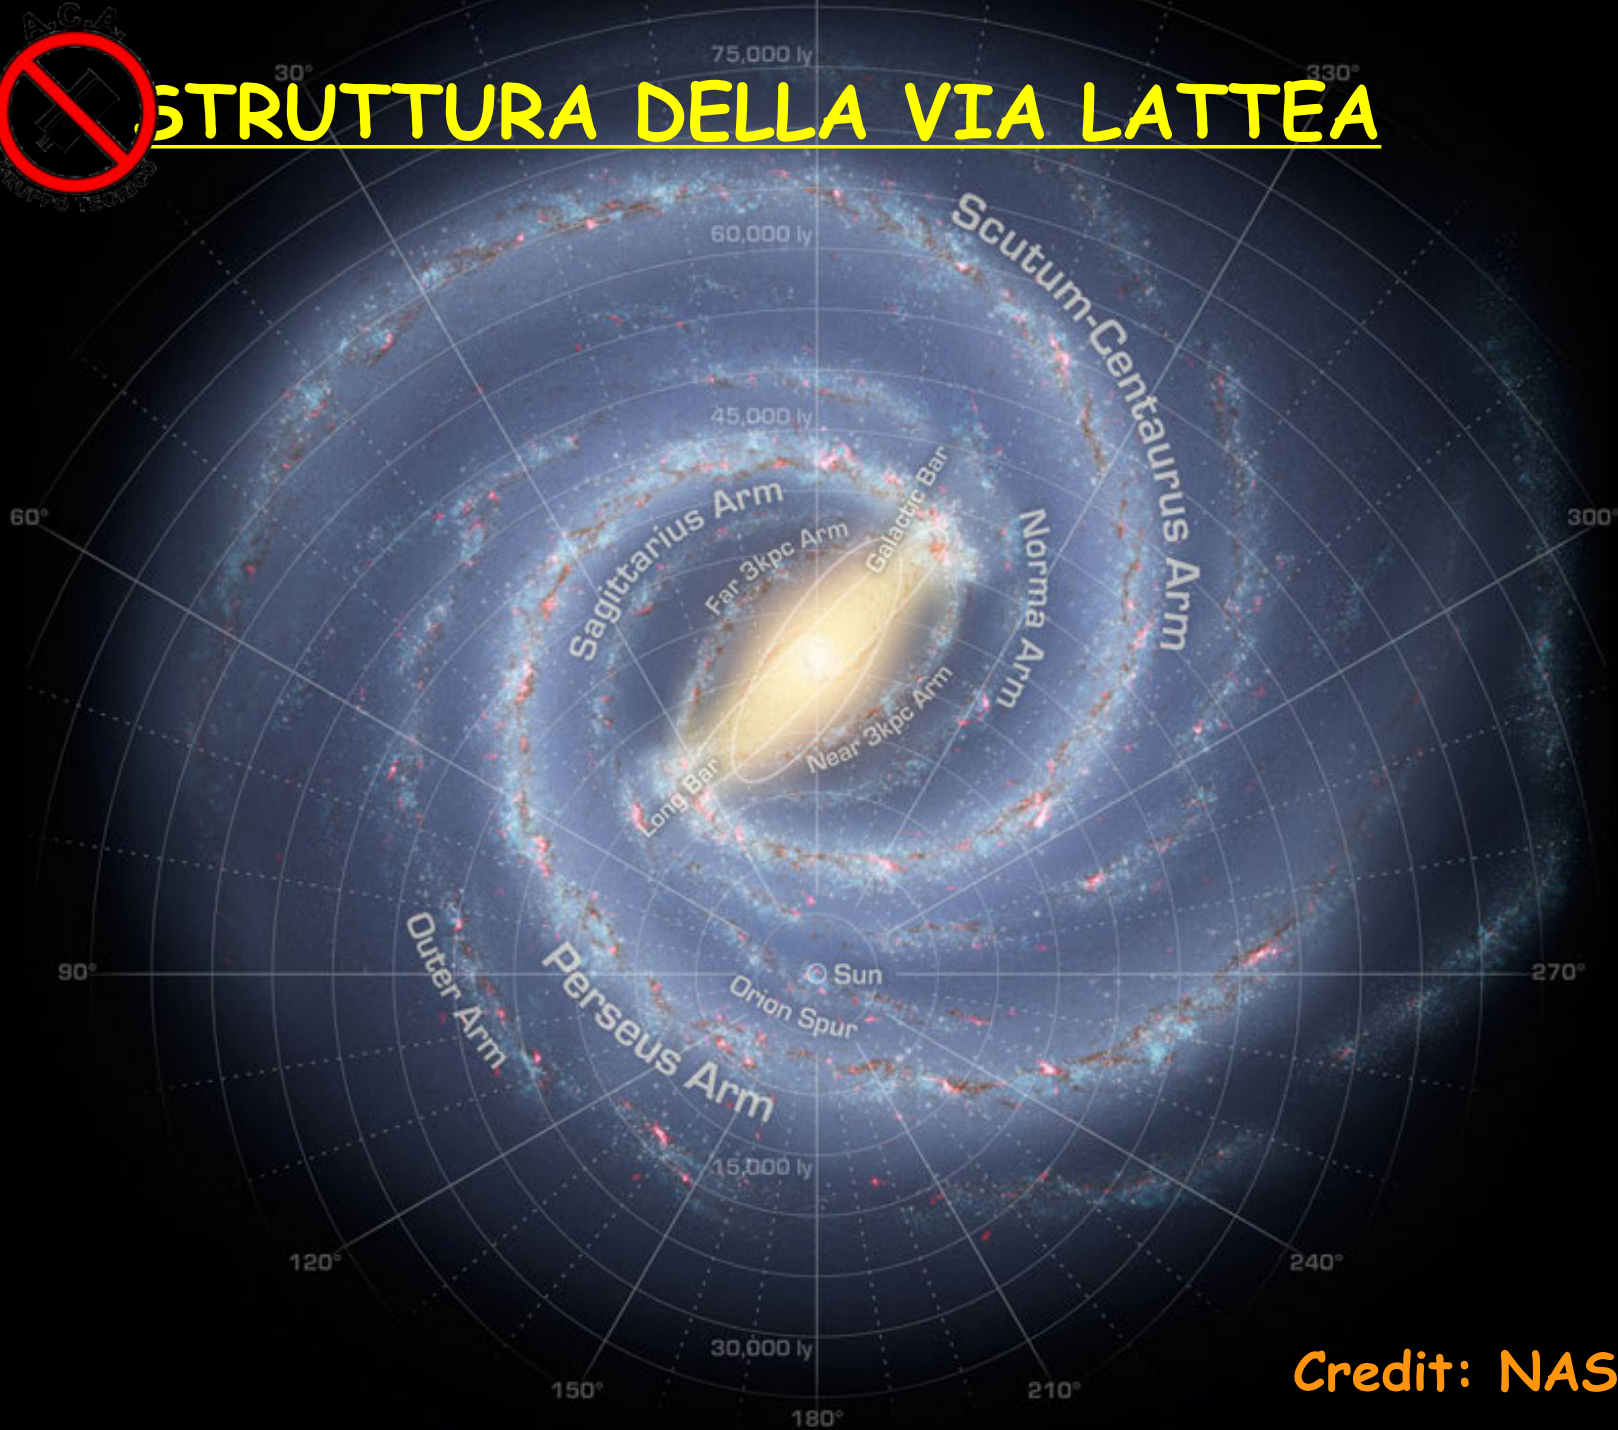 A.C.A.
GRUPPO TEORICO
STRUTTURA DELLA VIA LATTEA
75,000 ly
30°
330°
60,000 ly
Scutum-Centaurus Arm
45,000 ly
Galactic Bar
Sagittarius Arm
Far 3kpc Arm
Norma Arm
60°
300°
Near 3kpc Arm
Long Bar
Outer Arm
Perseus Arm
90°
Sun
270°
Orion Spur
15,000 ly
120°
240°
30,000 ly
150°
210°
180°
Credit: NAS